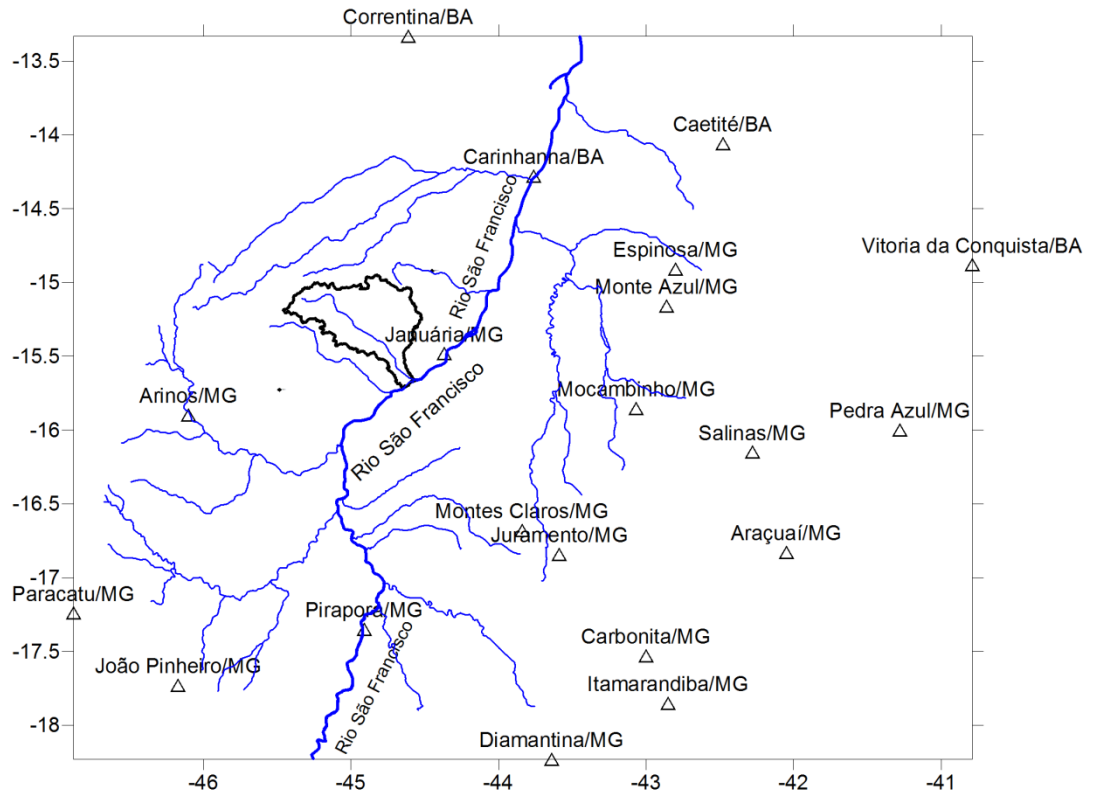 Correntina/BA
-13.5
Caetité/BA
-14
Carinhanna/BA
-14.5
Rio São Francisco
Espinosa/MG
Vitoria da Conquista/BA
-15
Monte Azul/MG
Januária/MG
-15.5
Mocambinho/MG
Arinos/MG
Pedra Azul/MG
-16
Rio São Francisco
Salinas/MG
-16.5
Montes Claros/MG
Juramento/MG
Araçuaí/MG
-17
Paracatu/MG
Pirapora/MG
-17.5
Carbonita/MG
João Pinheiro/MG
Rio São Francisco
Itamarandiba/MG
-18
Diamantina/MG
-46
-45
-44
-43
-42
-41